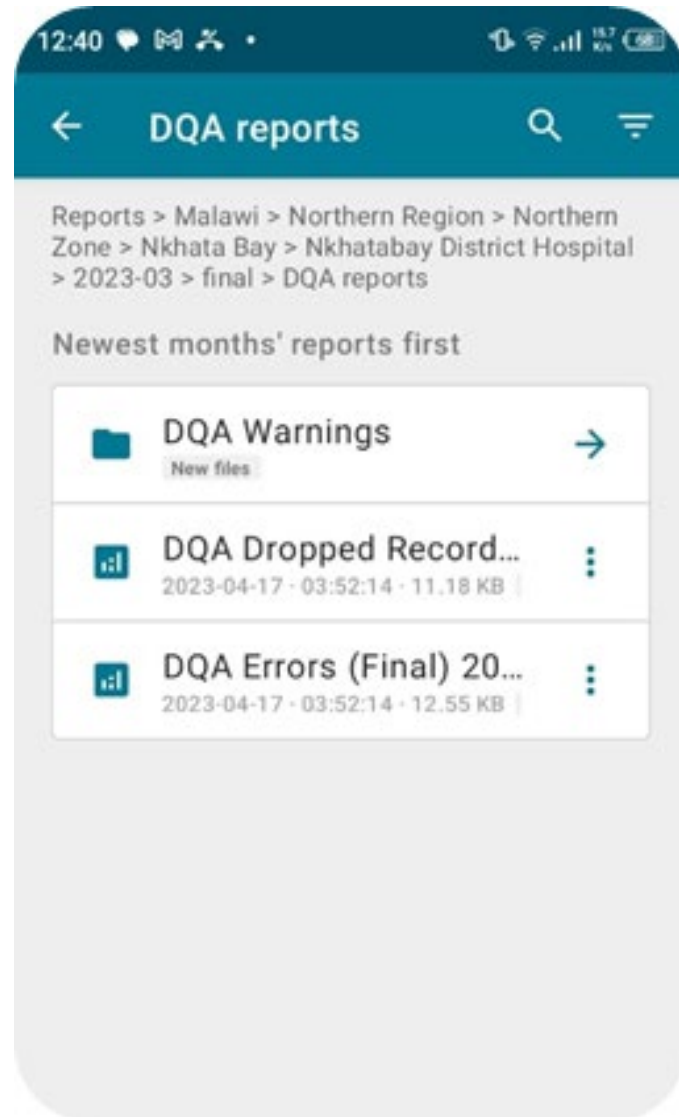 12:40
DQA reports
Reports > Malawi > Northern Region > Northern
Zone > Nkhata Bay > Nkhatabay District Hospital
> 2023-03 > final > DQA reports
Newest months' reports first
DQA Warnings
New files
DQA Dropped Record...
2023-04-17 · 03:52:14 · 11.18 KB
DQA Errors (Final) 20...
2023-04-17 · 03:52:14 · 12.55 KB